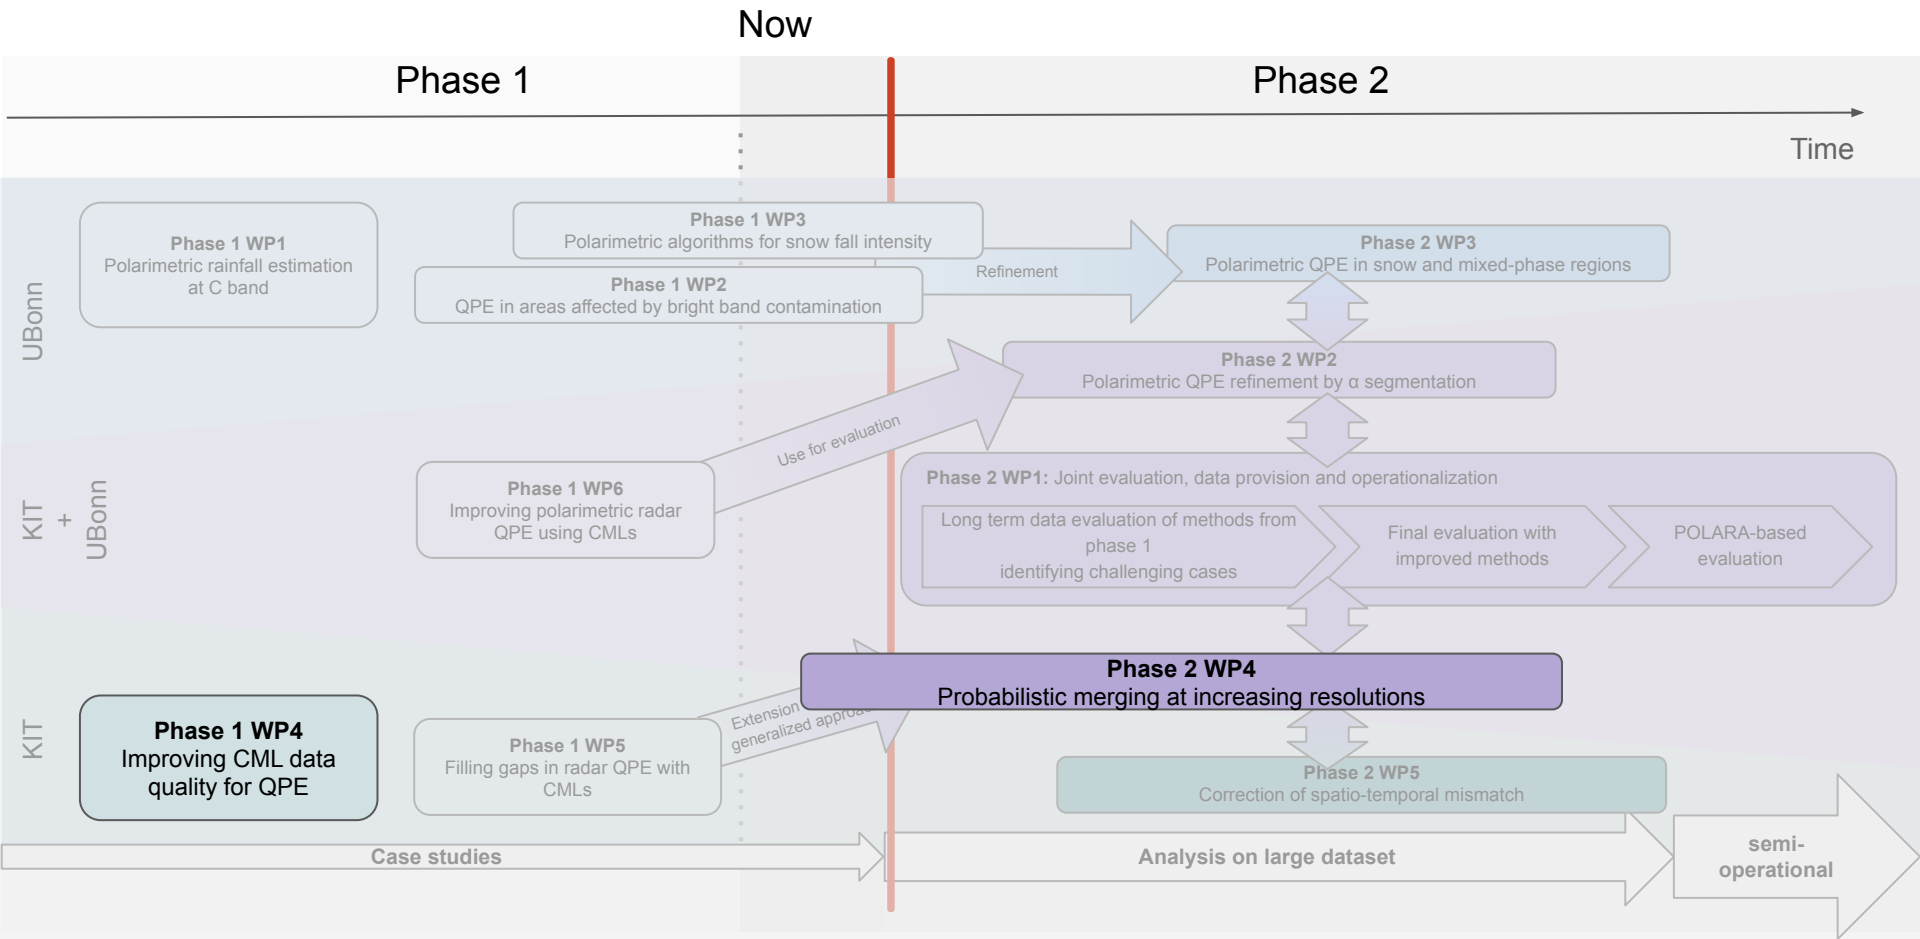 Now
Phase 1
Phase 2
Time
UBonn
Phase 1 WP1
Polarimetric rainfall estimation
at C band
Phase 1 WP3
Polarimetric algorithms for snow fall intensity
Phase 1 WP2
QPE in areas affected by bright band contamination
Refinement
Phase 2 WP3
Polarimetric QPE in snow and mixed-phase regions
Phase 2 WP2
Polarimetric QPE refinement by α segmentation
Use for evaluation
KIT
+
UBonn
Phase 1 WP6
Improving polarimetric radar
QPE using CMLs
Phase 2 WP1: Joint evaluation, data provision and operationalization
Long term data evaluation of methods from
phase 1
identifying challenging cases
Final evaluation with
improved methods
POLARA-based
evaluation
Phase 2 WP4
Probabilistic merging at increasing resolutions
KIT
Phase 1 WP4
Improving CML data
quality for QPE
Phase 1 WP5
Filling gaps in radar QPE with
CMLs
Extension
generalized
Phase 2 WP5
Correction of spatio-temporal mismatch
Case studies
Analysis on large dataset
semi-
operational